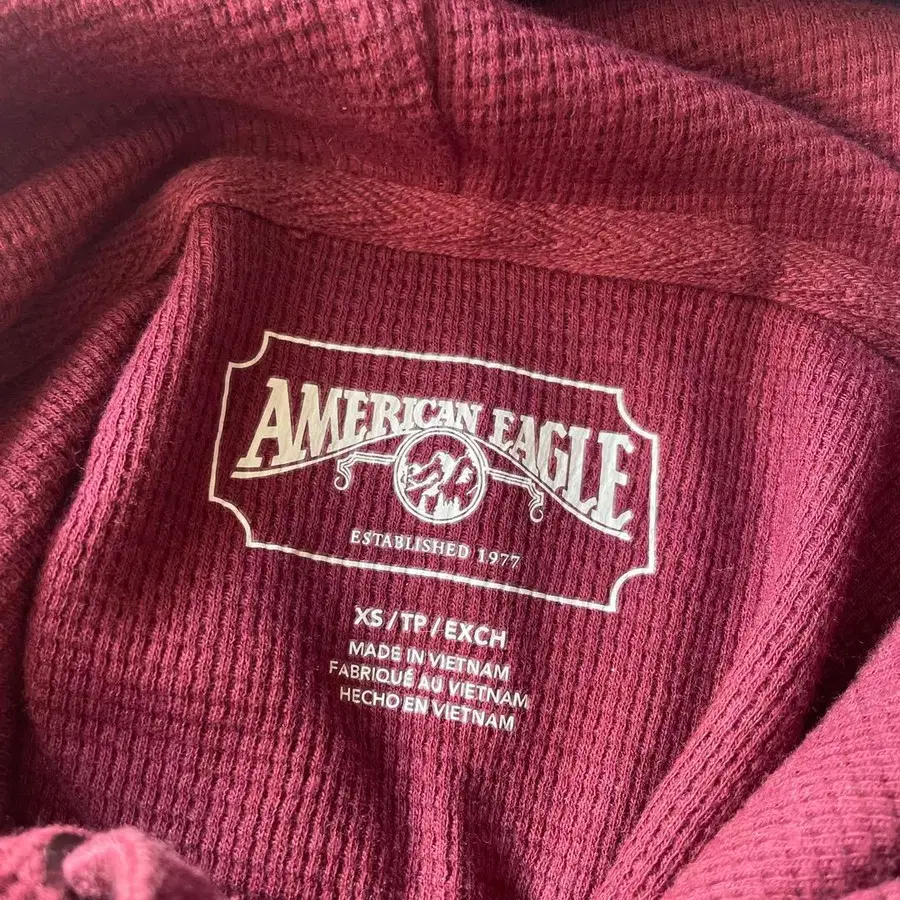 AMERICAN EAGLE
ESTABLISHED 1977
XS / TP / EXCH
MADE IN VIETNAM
FABRIQUÉ AU VIETNAM
HECHO EN VIETNAM